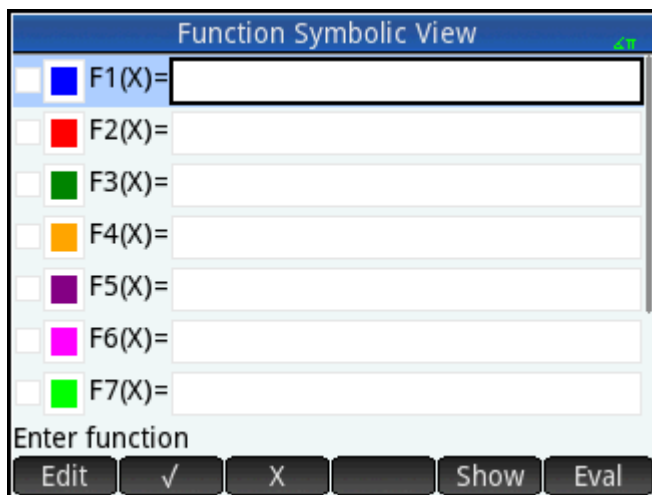 Function Symbolic View
∠π
F1(X)=
F2(X)=
F3(X)=
F4(X)=
F5(X)=
F6(X)=
F7(X)=
Enter function
Edit √ X Show Eval